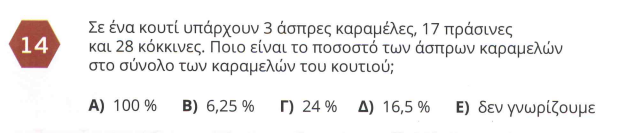 14
Σε ένα κουτί υπάρχουν 3 άσπρες καραμέλες, 17 πράσινες
και 28 κόκκινες. Ποιο είναι το ποσοστό των άσπρων καραμελών
στο σύνολο των καραμελών του κουτιού;
Α) 100 % Β) 6,25 % Γ) 24 % Δ) 16,5 % Ε) δεν γνωρίζουμε